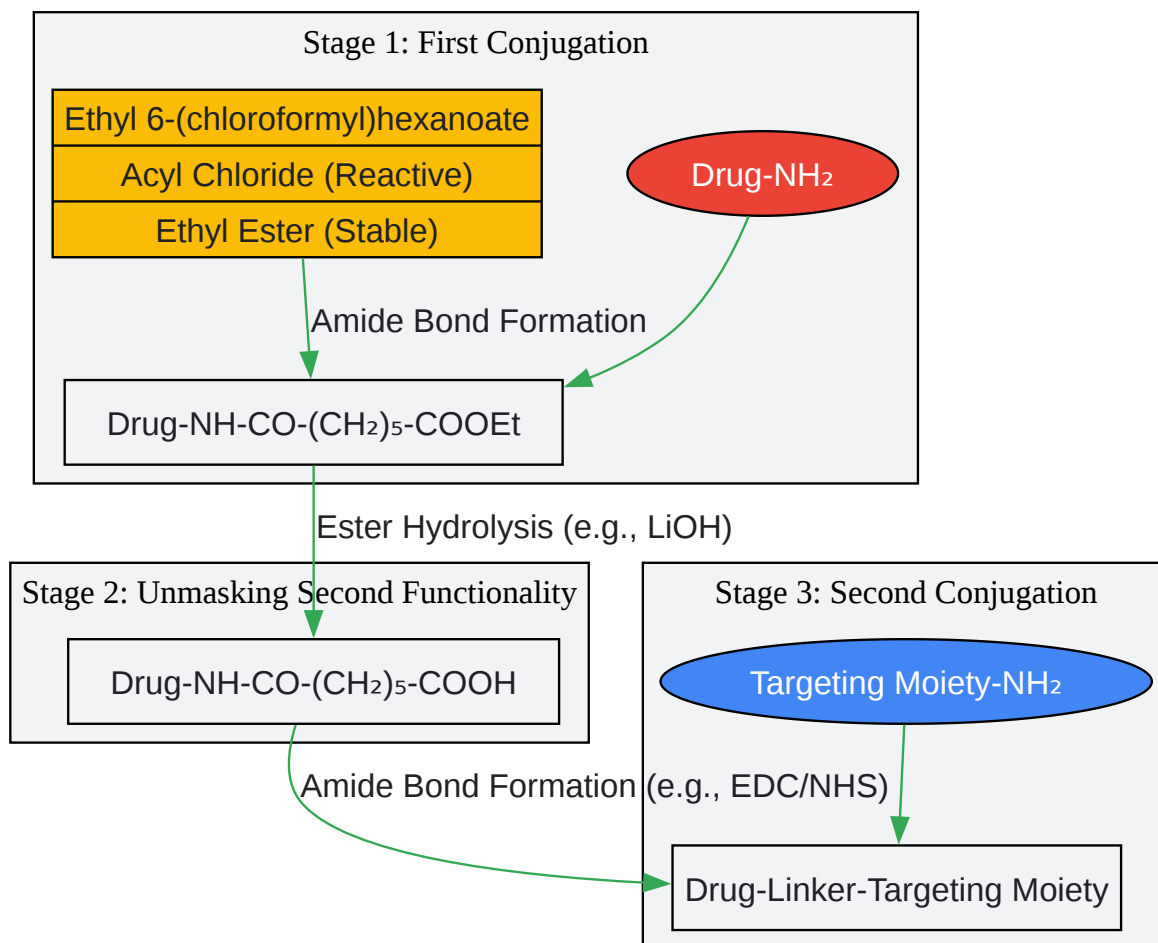 Stage 1: First Conjugation
Ethyl 6-(chloroformyl)hexanoate
Acyl Chloride (Reactive)
Ethyl Ester (Stable)
Drug-NH₂
Amide Bond Formation
Drug-NH-CO-(CH₂)₅-COOEt
Ester Hydrolysis (e.g., LiOH)
Stage 2: Unmasking Second Functionality
Drug-NH-CO-(CH₂)₅-COOH
Stage 3: Second Conjugation
Targeting Moiety-NH₂
Amide Bond Formation (e.g., EDC/NHS)
Drug-Linker-Targeting Moiety